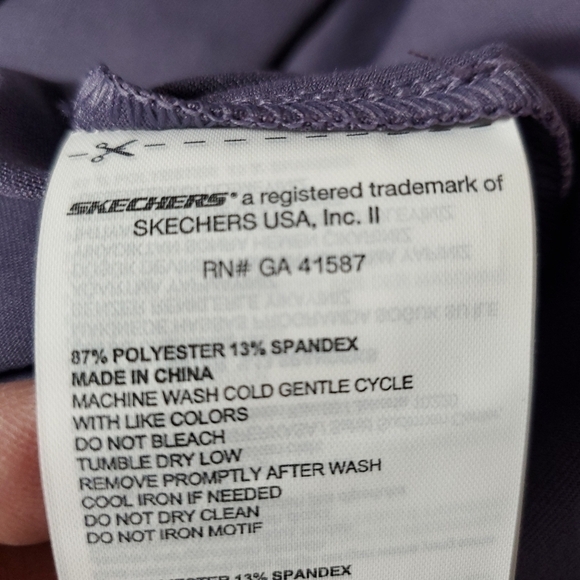 SKECHERS® a registered trademark of
SKECHERS USA, Inc. II
RN# GA 41587
87% POLYESTER 13% SPANDEX
MADE IN CHINA
MACHINE WASH COLD GENTLE CYCLE
WITH LIKE COLORS
DO NOT BLEACH
TUMBLE DRY LOW
REMOVE PROMPTLY AFTER WASH
COOL IRON IF NEEDED
DO NOT DRY CLEAN
DO NOT IRON MOTIF
13% SPANDEX